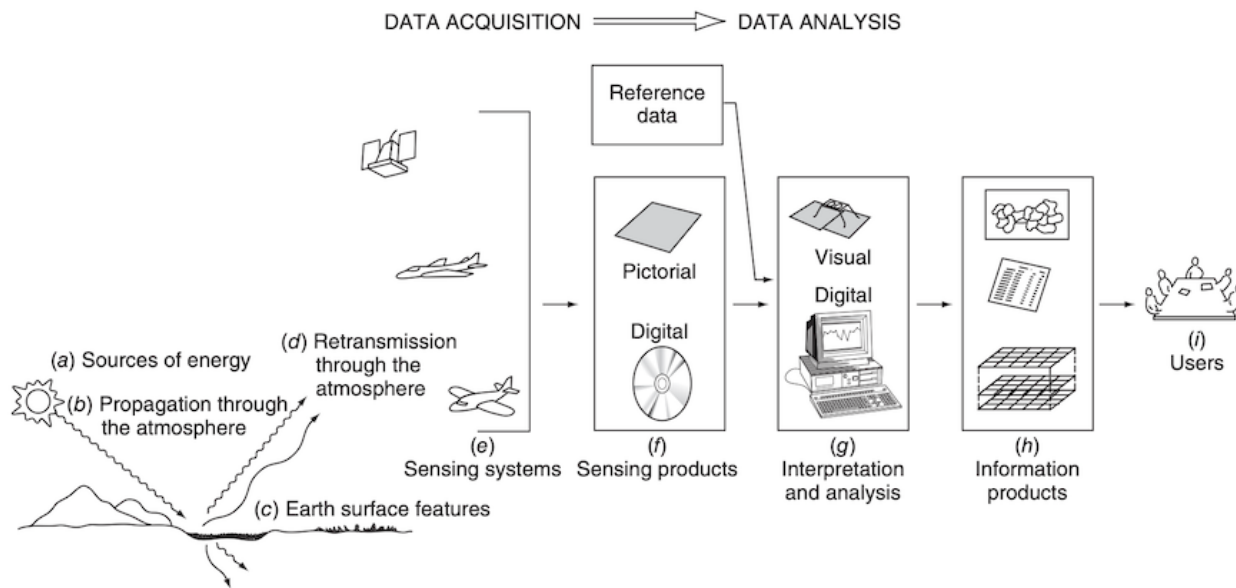 DATA ACQUISITION
DATA ANALYSIS
Reference
data
Pictorial
Digital
Visual
Digital
(a) Sources of energy
(b) Propagation through
the atmosphere
(c) Earth surface features
(d) Retransmission
through the
atmosphere
(e)
Sensing systems
(f)
Sensing products
(g)
Interpretation
and analysis
(h)
Information
products
(i)
Users